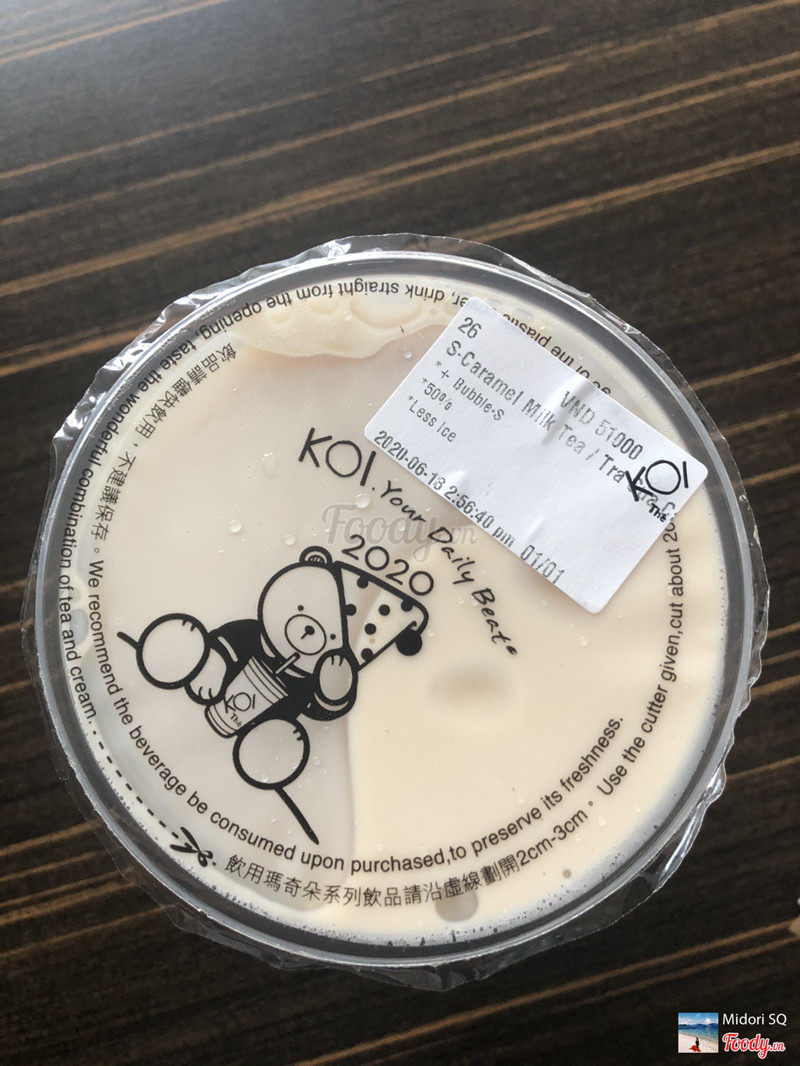 26
VND 51000
S-Caramel Milk Tea / Tra
*+ Bubble-S
*50%
*Less Ice
2020-06-18 2:56:40 pm 01/01
KOI
Thé
KOI. Your Daily Beat®
2020
KOI
Thé
飲品請儘快飲用，不建議保存。We recommend the beverage be consumed upon purchased,to preserve its freshness.
飲用瑪奇朵系列飲品請沿虛線劃開2cm-3cm。Use the cutter given,cut about
of the plastic
drink straight from the opening, taste the wonderful combination of tea and cream.
Foody.vn
Midori SQ
Foody.vn